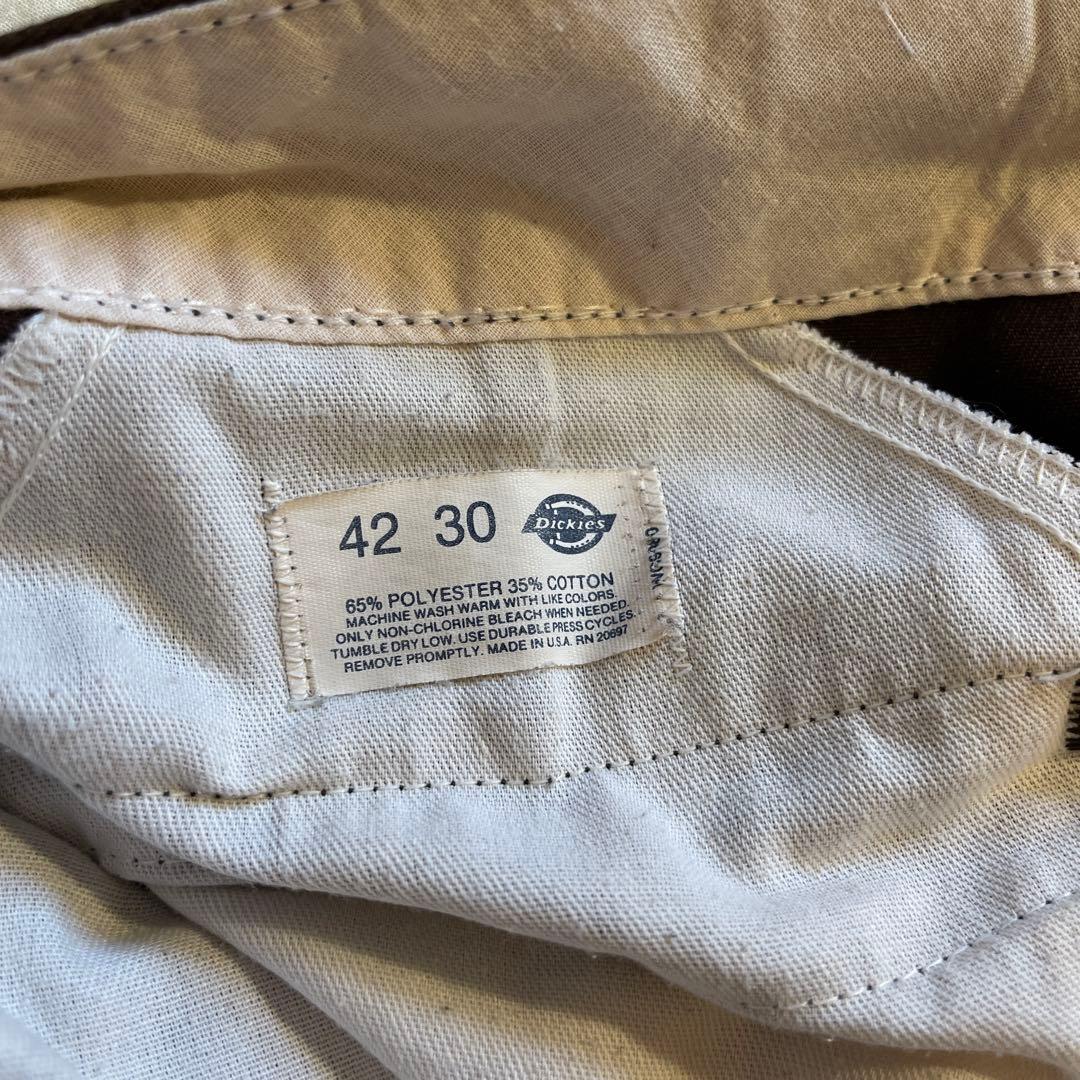 42 30 Dickies
65% POLYESTER 35% COTTON
MACHINE WASH WARM WITH LIKE COLORS.
ONLY NON-CHLORINE BLEACH WHEN NEEDED.
TUMBLE DRY LOW. USE DURABLE PRESS CYCLES.
REMOVE PROMPTLY. MADE IN U.S.A. RN 20697